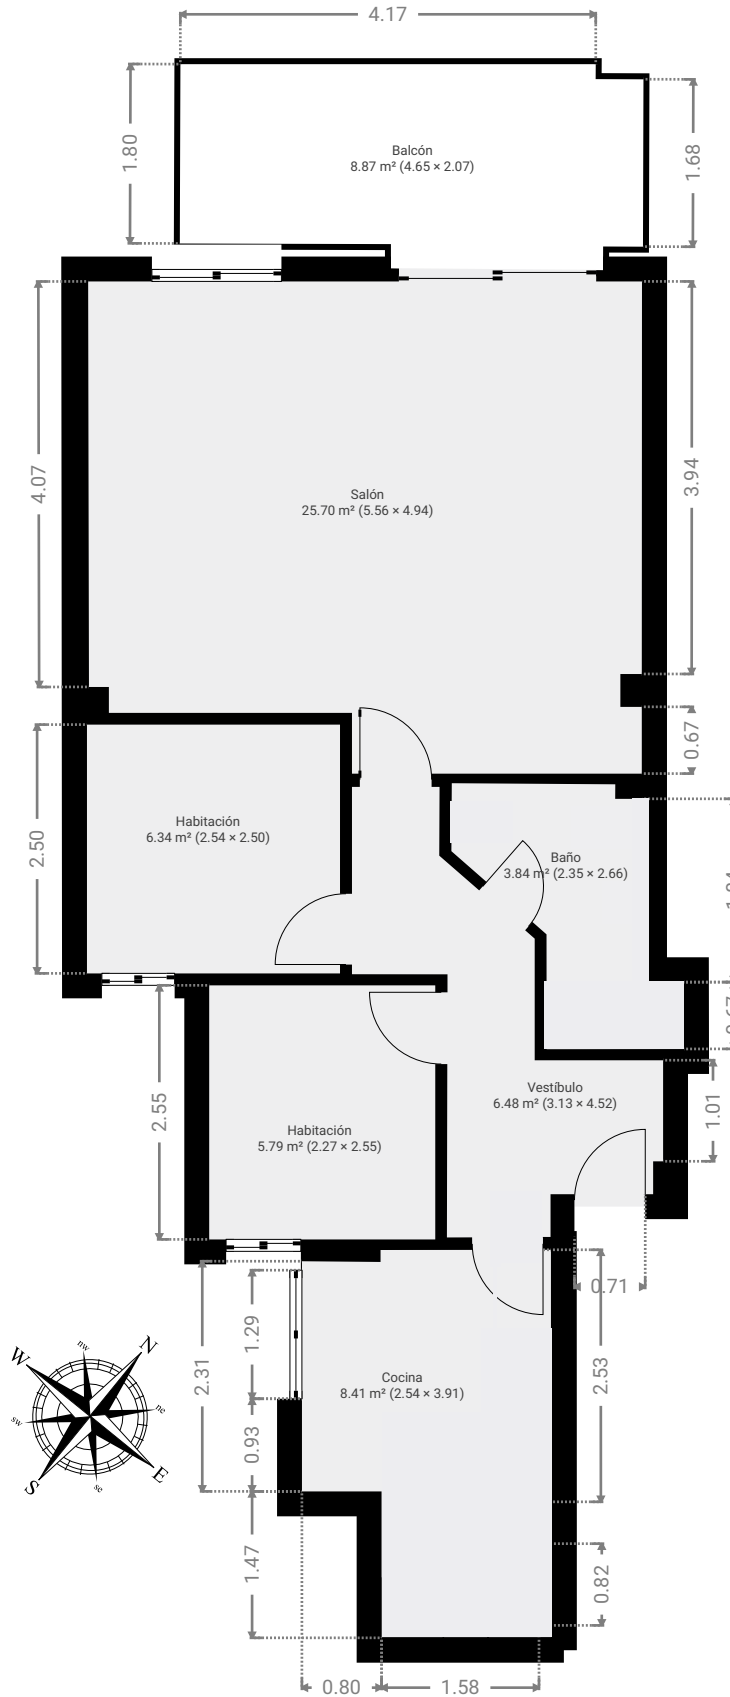 4.17
1.80
1.68
Balcón
8.87 m² (4.65 × 2.07)
4.07
3.94
Salón
25.70 m² (5.56 × 4.94)
0.67
2.50
Habitación
6.34 m² (2.54 × 2.50)
Baño
3.84 m² (2.35 × 2.66)
2.55
Vestíbulo
6.48 m² (3.13 × 4.52)
1.01
Habitación
5.79 m² (2.27 × 2.55)
0.71
2.31
1.29
2.53
Cocina
8.41 m² (2.54 × 3.91)
N
nw
W
ne
sw
E
S
se
0.93
1.47
0.82
0.80
1.58